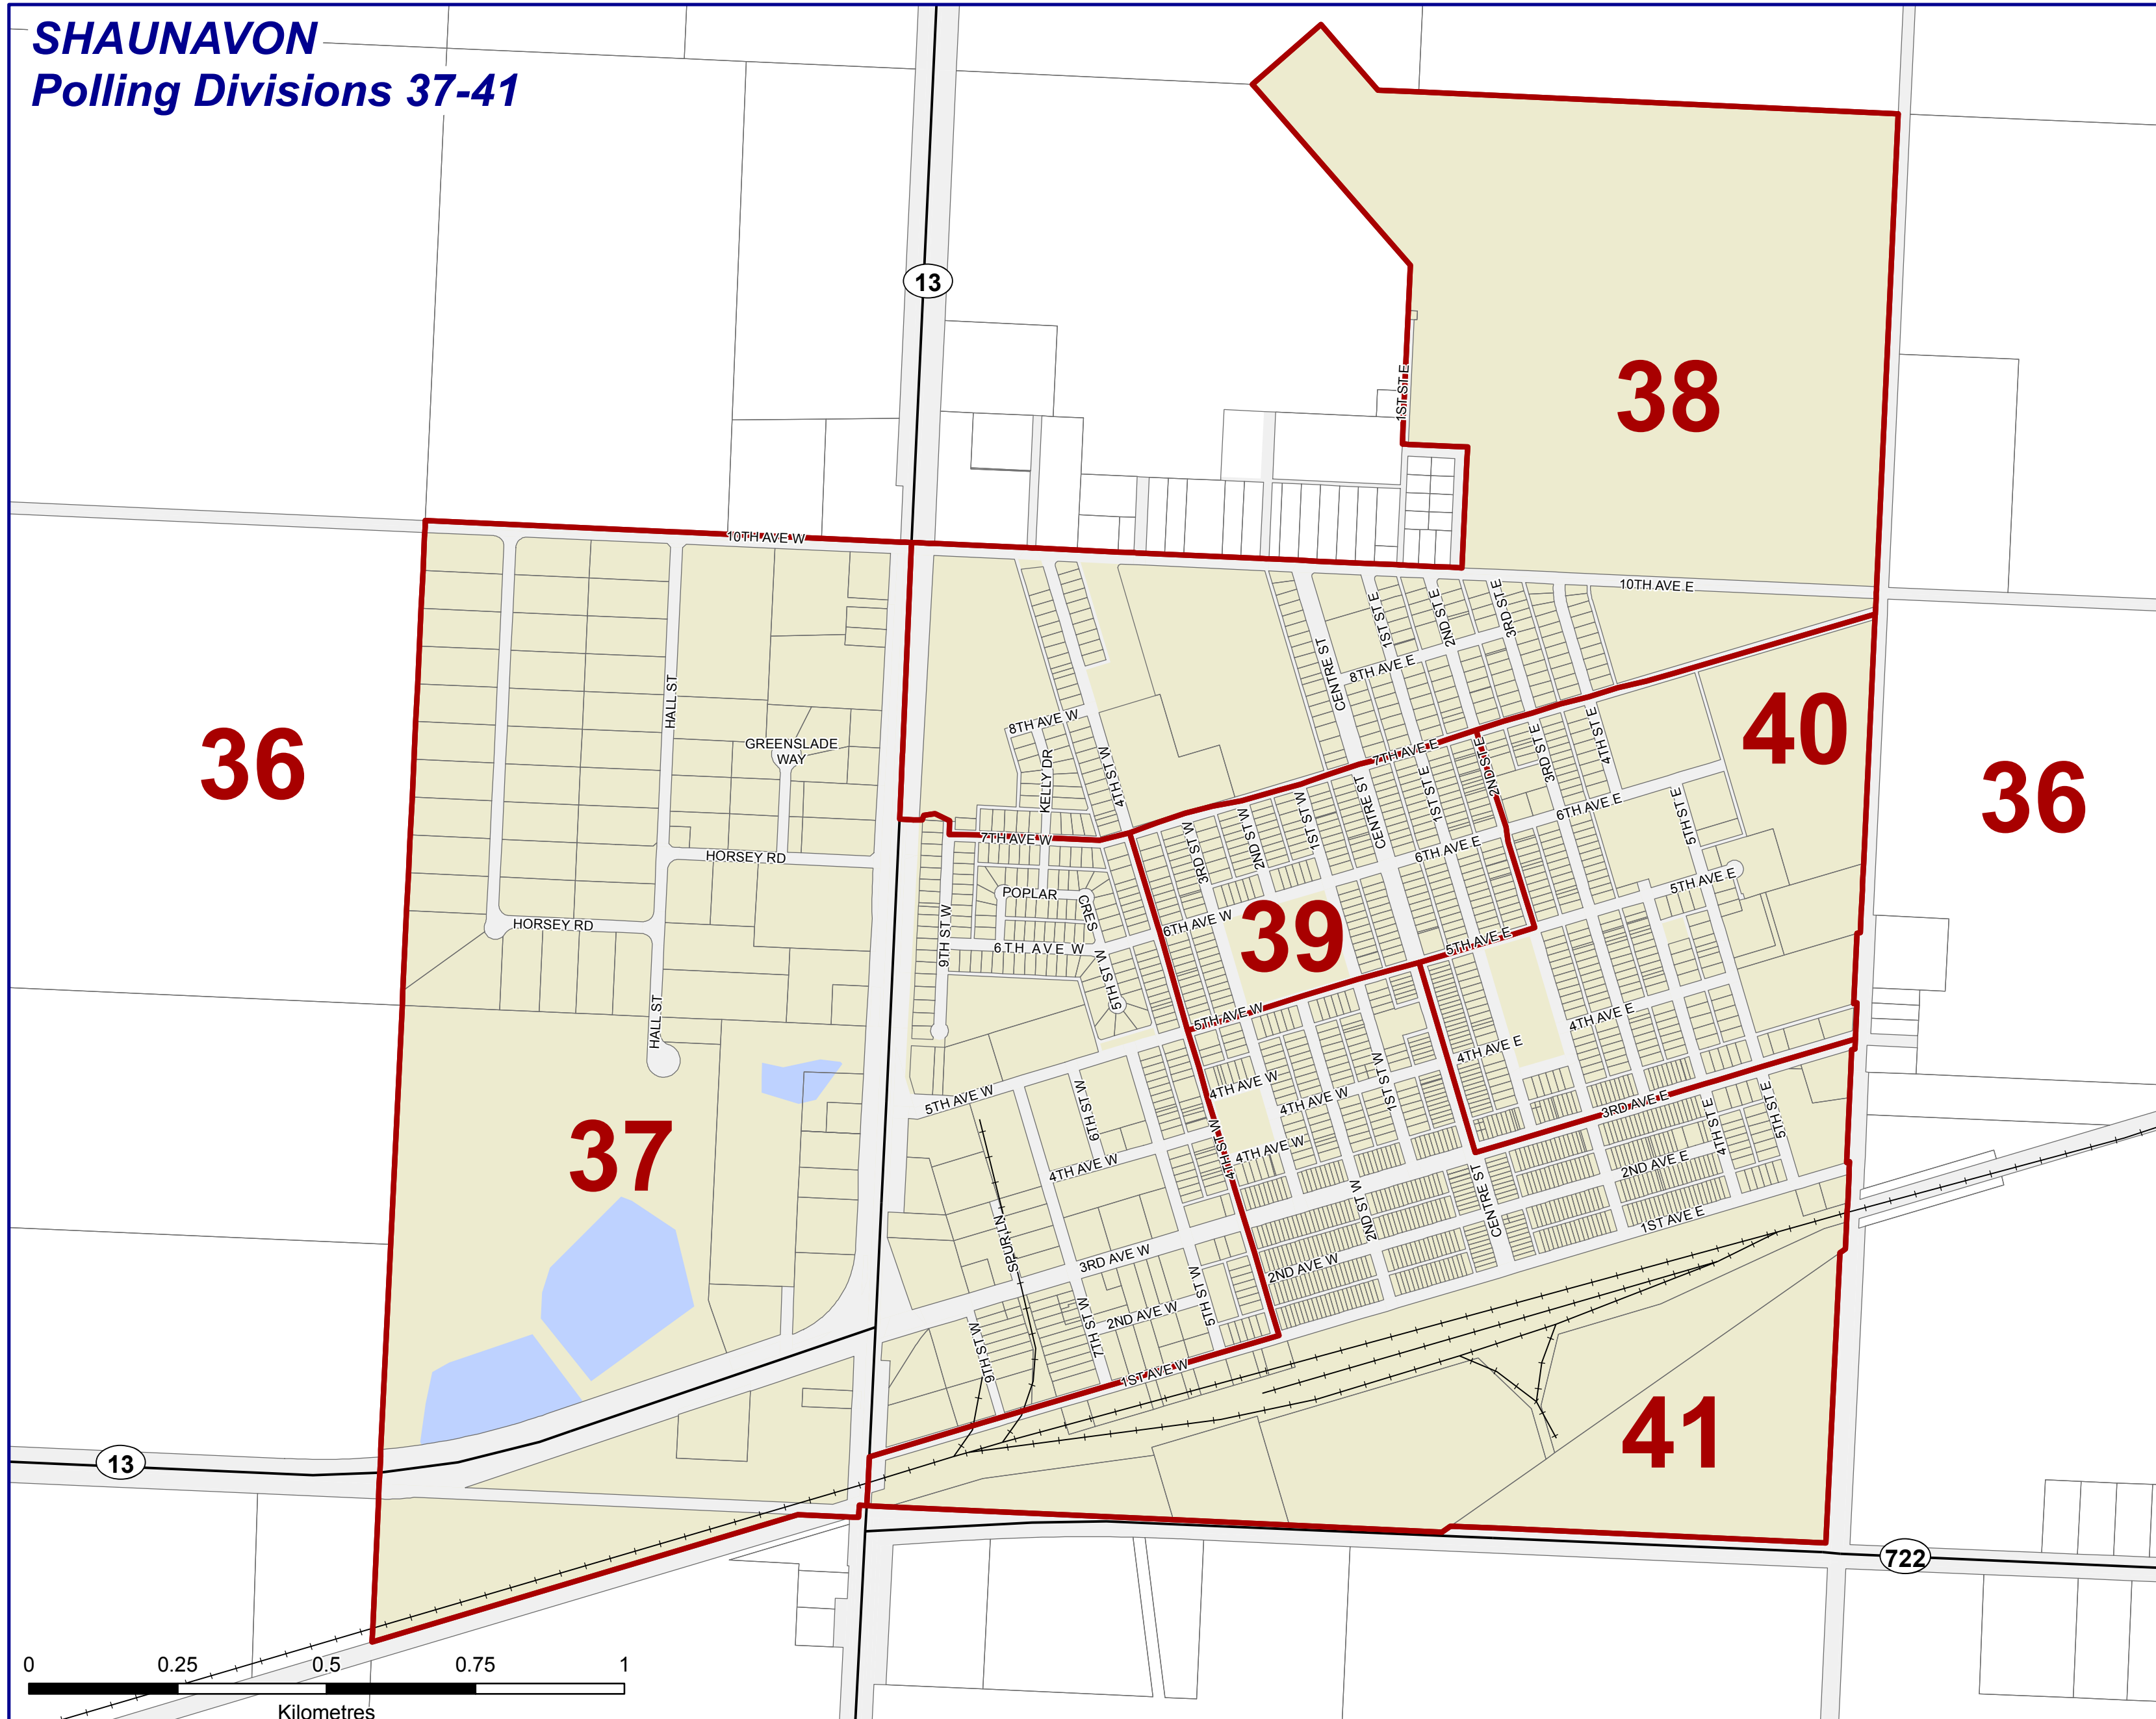 SHAUNAVON
Polling Divisions 37-41
13
1ST ST E
38
10TH AVE W
10TH AVE E
CENTRE ST
1ST ST E
2ND ST E
3RD ST E
8TH AVE E
HALL ST
GREENSLADE
WAY
8TH AVE W
KELLY DR
4TH ST W
7TH AVE E
36
40
36
2ND ST E
3RD ST E
4TH ST E
1ST ST E
CENTRE ST
6TH AVE E
6TH AVE E
5TH ST E
7TH AVE W
3RD ST W
2ND ST W
1ST ST W
HORSEY RD
POPLAR
CRES
5TH AVE E
HORSEY RD
9TH ST W
6TH AVE W
6TH AVE W
39
5TH AVE E
5TH ST W
HALL ST
5TH AVE W
4TH AVE E
4TH AVE E
5TH AVE W
6TH ST W
4TH AVE W
4TH AVE W
1ST ST W
3RD AVE E
4TH ST E
5TH ST E
37
4TH AVE W
4TH ST W
4TH AVE W
2ND AVE E
SPUR LN
3RD AVE W
2ND ST W
CENTRE ST
1ST AVE E
2ND AVE W
5TH ST W
2ND AVE W
7TH ST W
9TH ST W
1ST AVE W
41
13
722
0
0.25
0.5
0.75
1
Kilometres